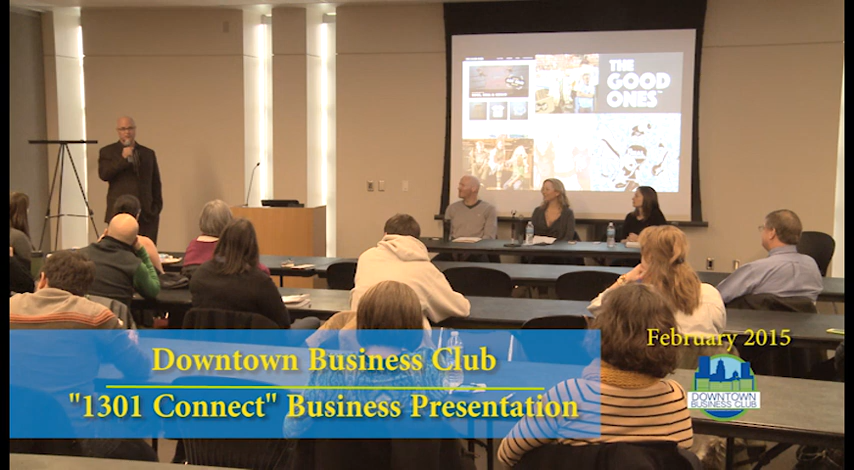 THE
GOOD
ONES
February 2015
Downtown Business Club
"1301 Connect" Business Presentation
DOWNTOWN
BUSINESS CLUB